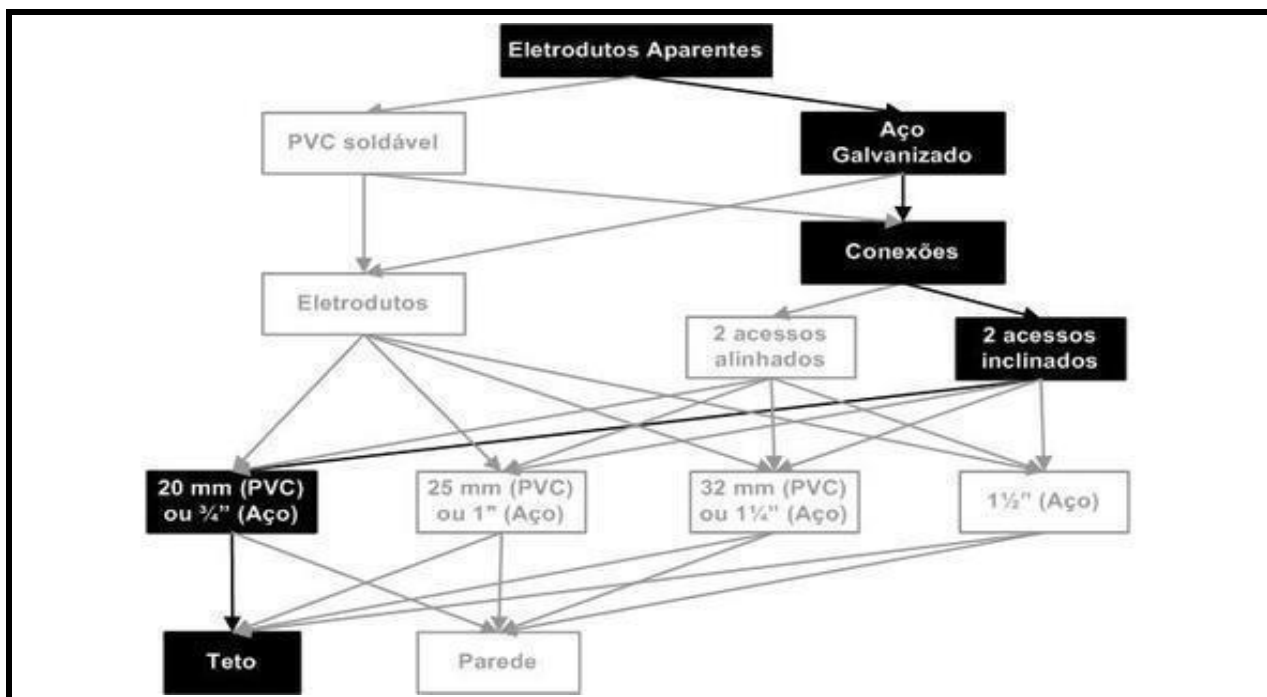 Eletrodutos Aparentes
PVC soldável
Aço
Galvanizado
Conexões
Eletrodutos
2 acessos
alinhados
2 acessos
inclinados
20 mm (PVC)
ou ¾” (Aço)
25 mm (PVC)
ou 1” (Aço)
32 mm (PVC)
ou 1¼” (Aço)
1½” (Aço)
Teto
Parede